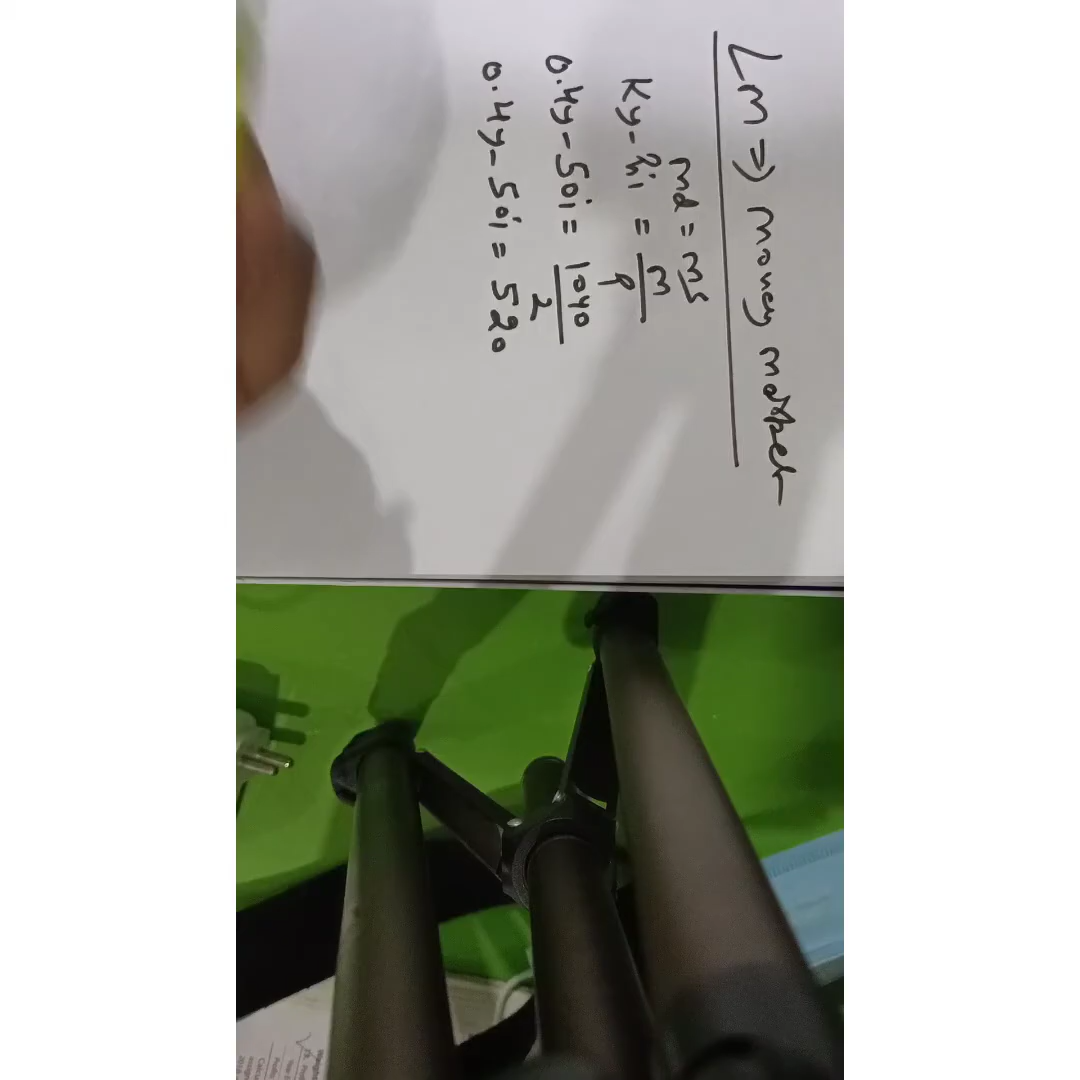 LM => money market
Md = Ms
Ky - hi = M/P
0.4y - 50i = 1040/2
0.4y - 50i = 520